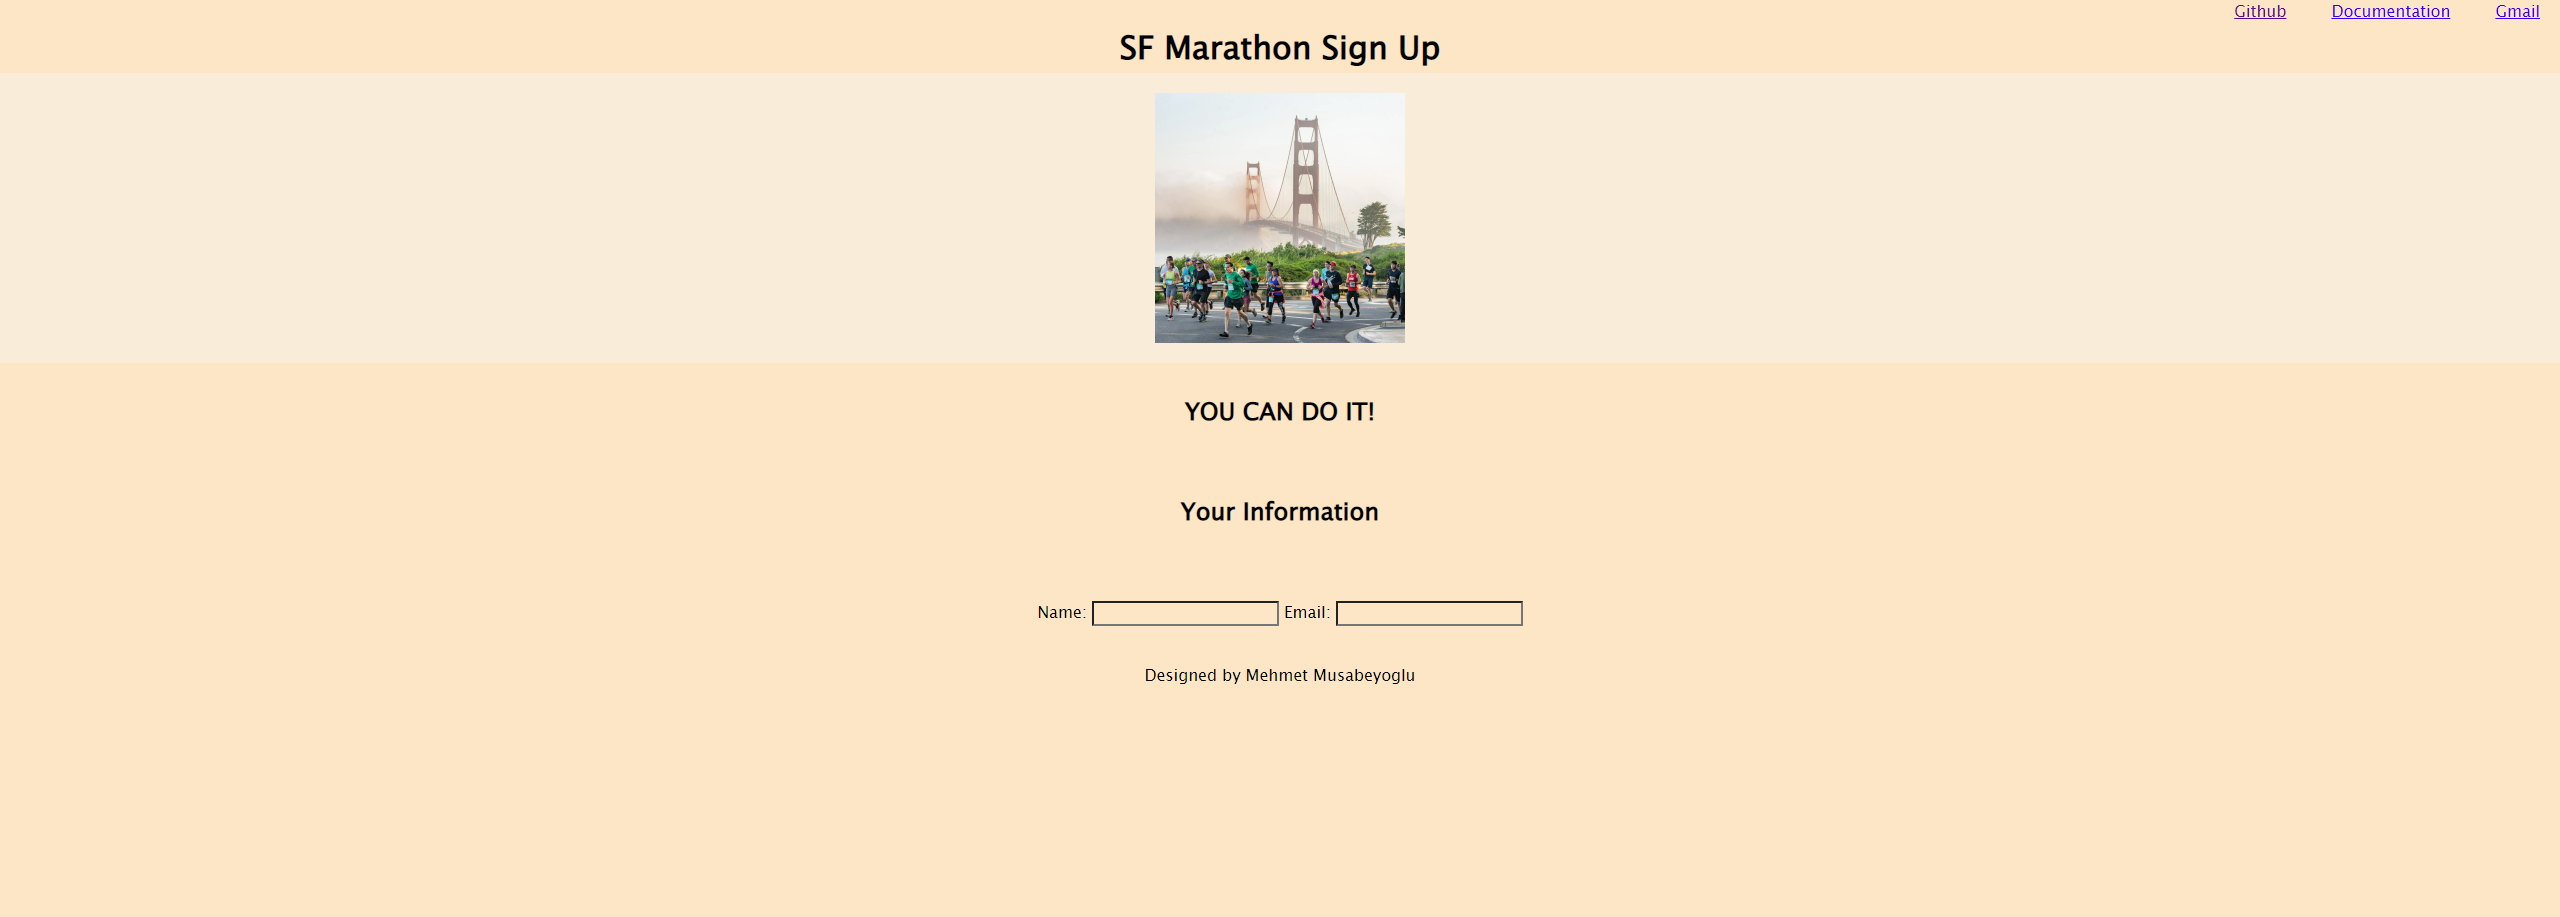 Github Documentation Gmail
SF Marathon Sign Up
YOU CAN DO IT!
Your Information
Name: Email:
Designed by Mehmet Musabeyoglu